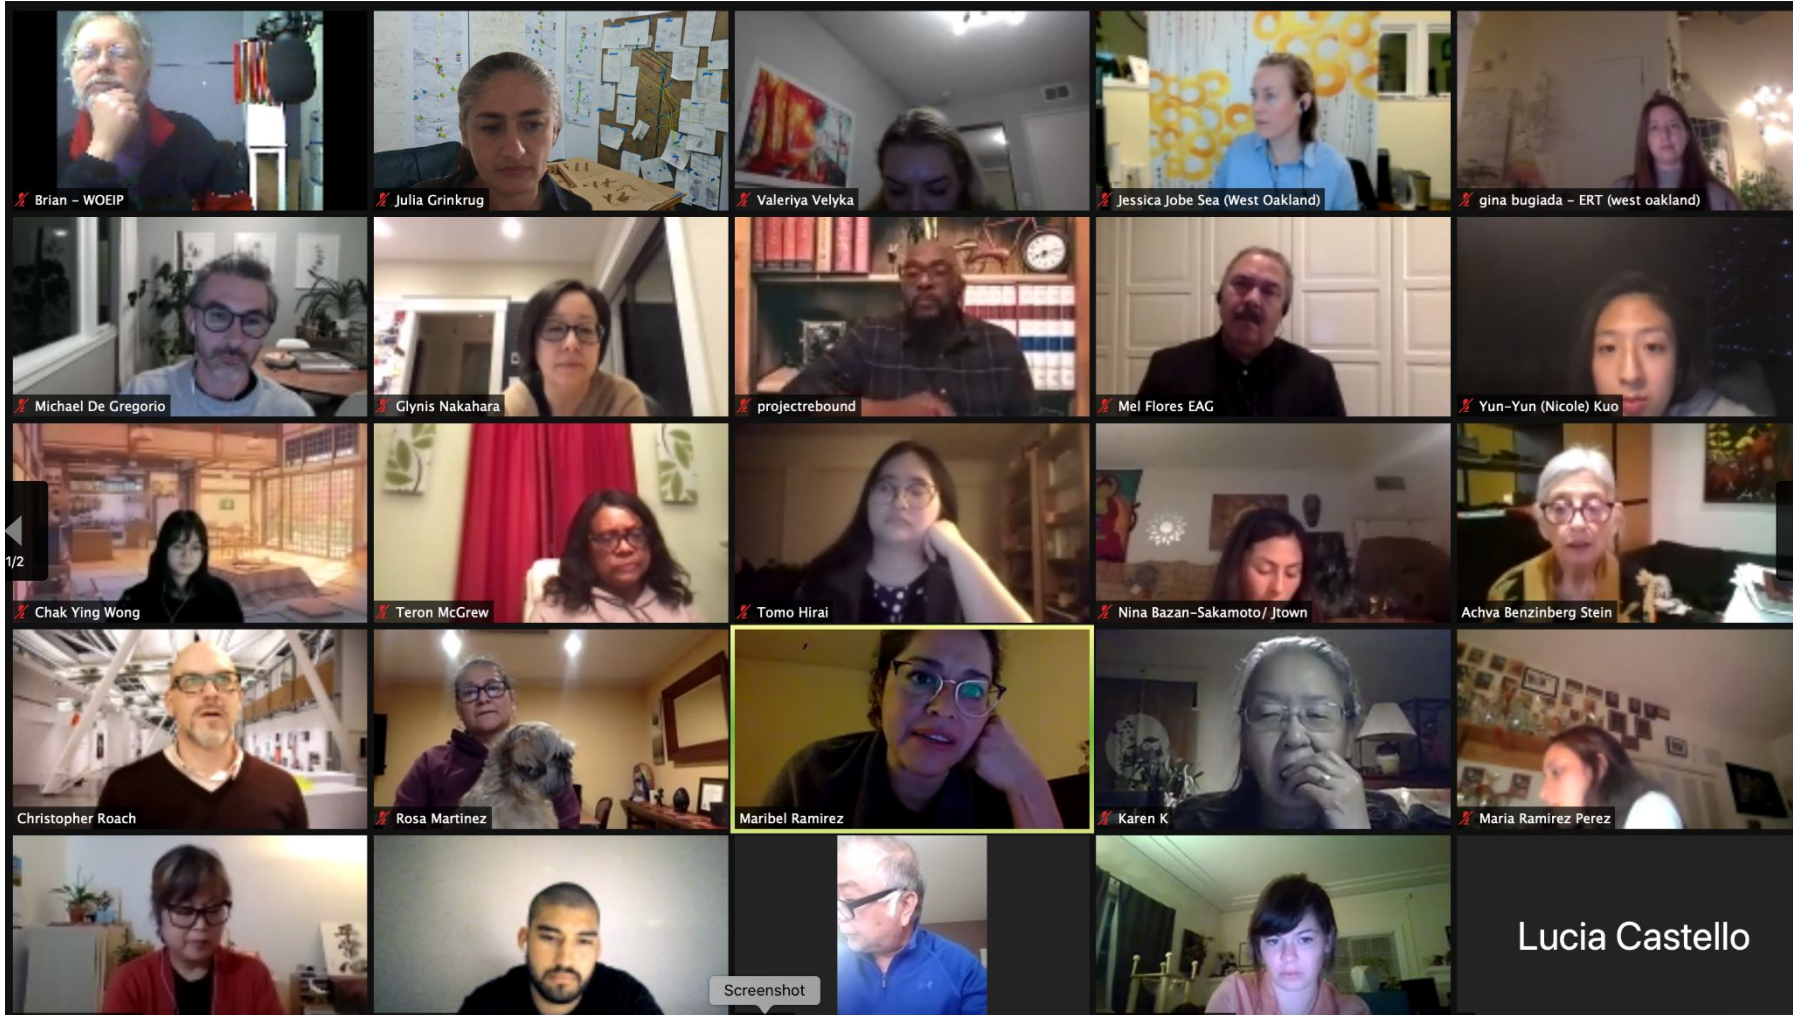 Brian – WOEIP
Julia Grinkrug
Valeriya Velyka
Jessica Jobe Sea (West Oakland)
gina bugiada – ERT (west oakland)
Michael De Gregorio
Glynis Nakahara
projectrebound
Mel Flores EAG
Yun-Yun (Nicole) Kuo
1/2
Chak Ying Wong
Teron McGrew
Tomo Hirai
Nina Bazan-Sakamoto/ Jtown
Achva Benzinberg Stein
Christopher Roach
Rosa Martinez
Maribel Ramirez
Karen K
Maria Ramirez Perez
Screenshot
Lucia Castello